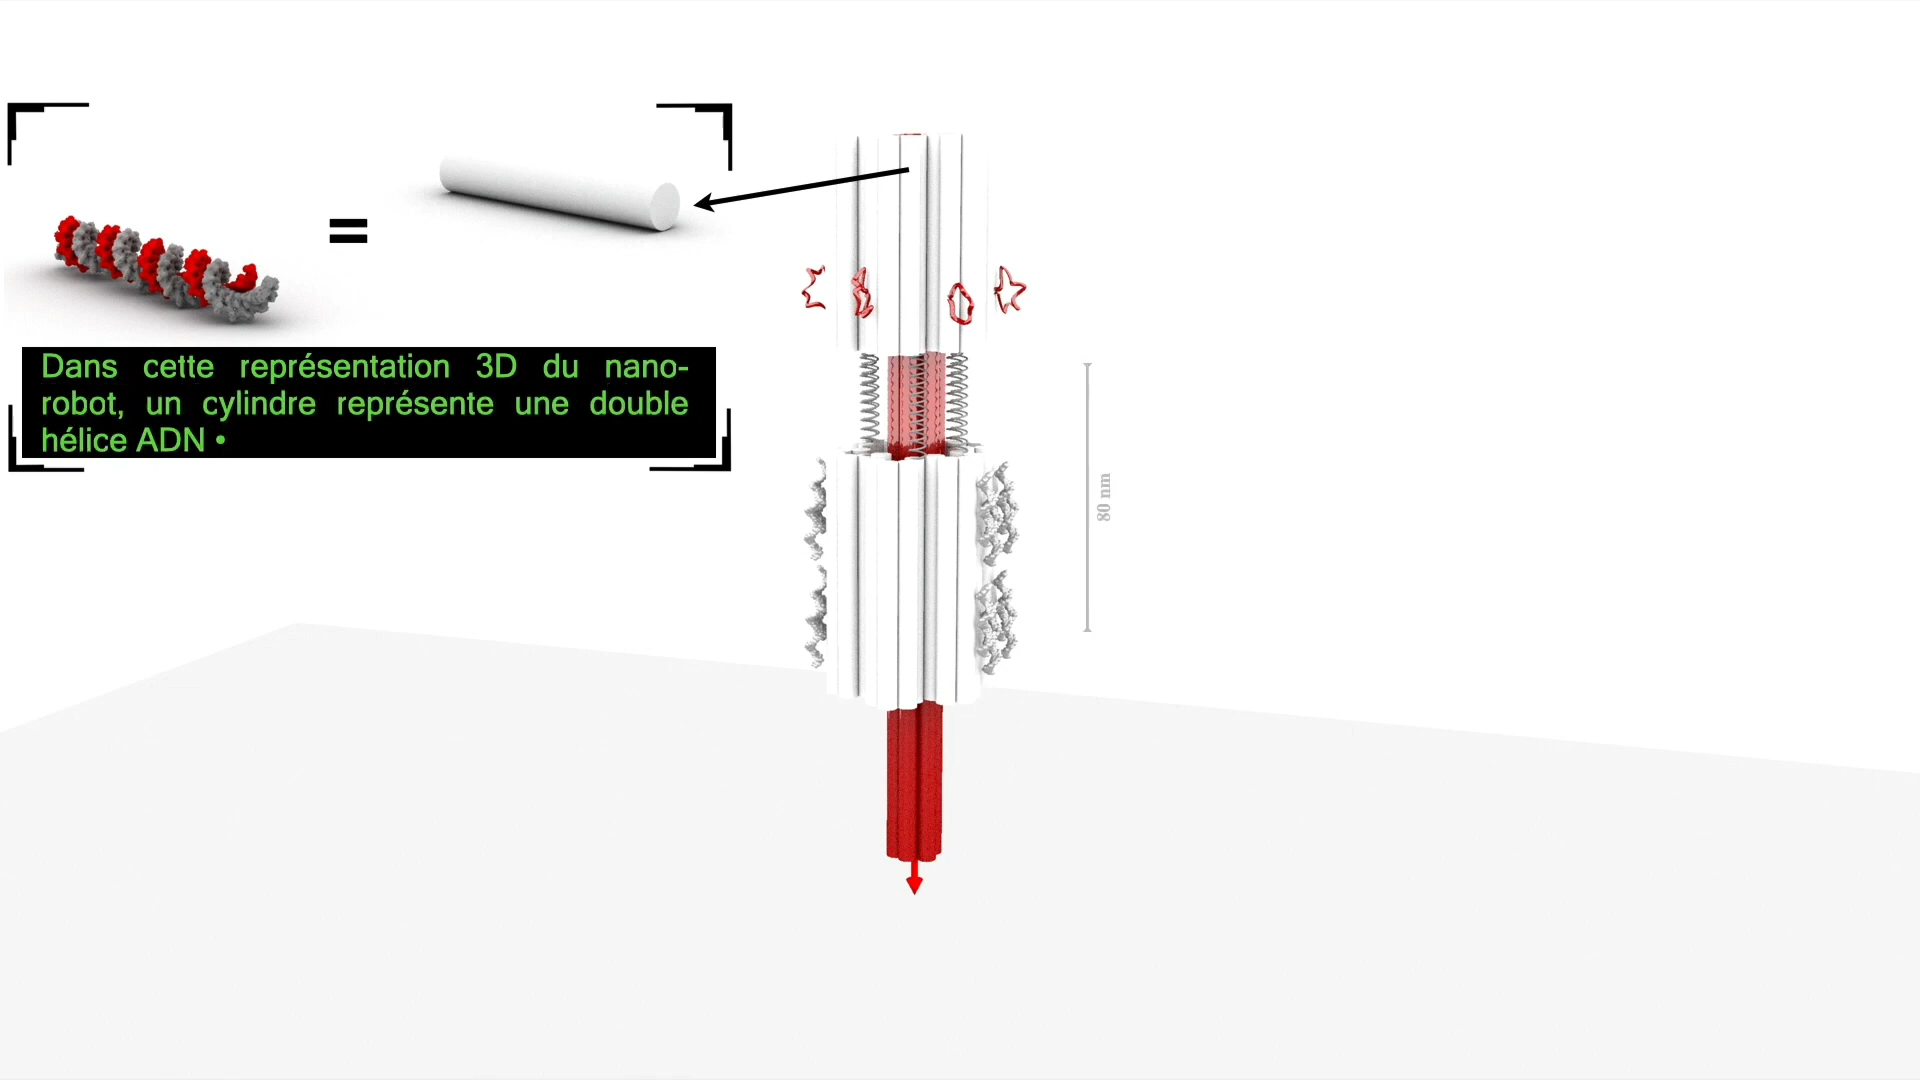 Dans cette représentation 3D du nano-
robot, un cylindre représente une double
hélice ADN •
80 nm